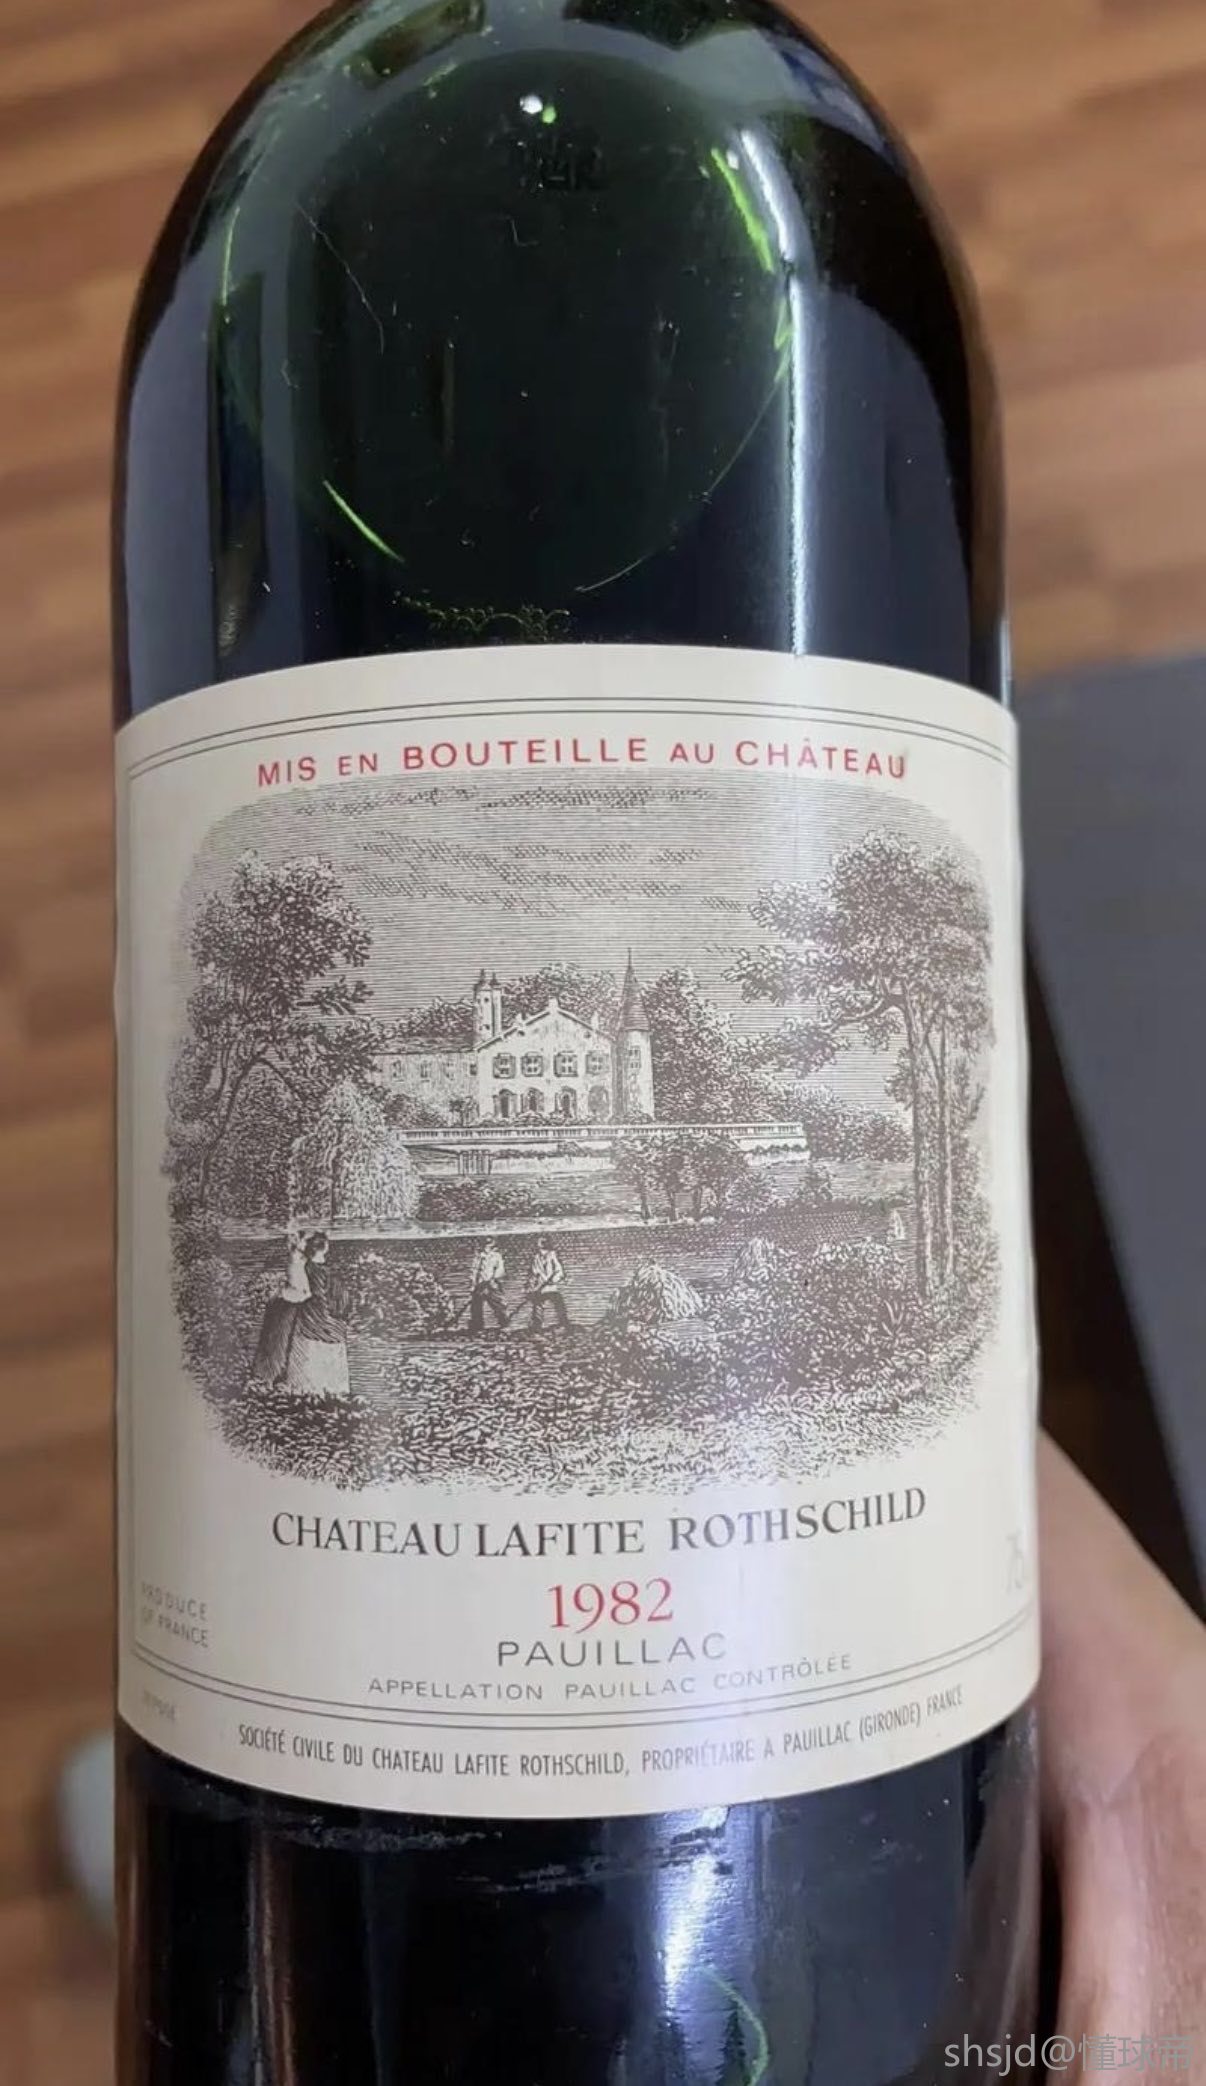 MIS EN BOUTEILLE AU CHÂTEAU
CHATEAU LAFITE ROTHSCHILD
1982
PAUILLAC
APPELLATION PAUILLAC CONTRÔLÉE
PRODUCE
OF FRANCE
SOCIÉTÉ CIVILE DU CHATEAU LAFITE ROTHSCHILD, PROPRIÉTAIRE A PAUILLAC (GIRONDE) FRANCE
shsjd@懂球帝